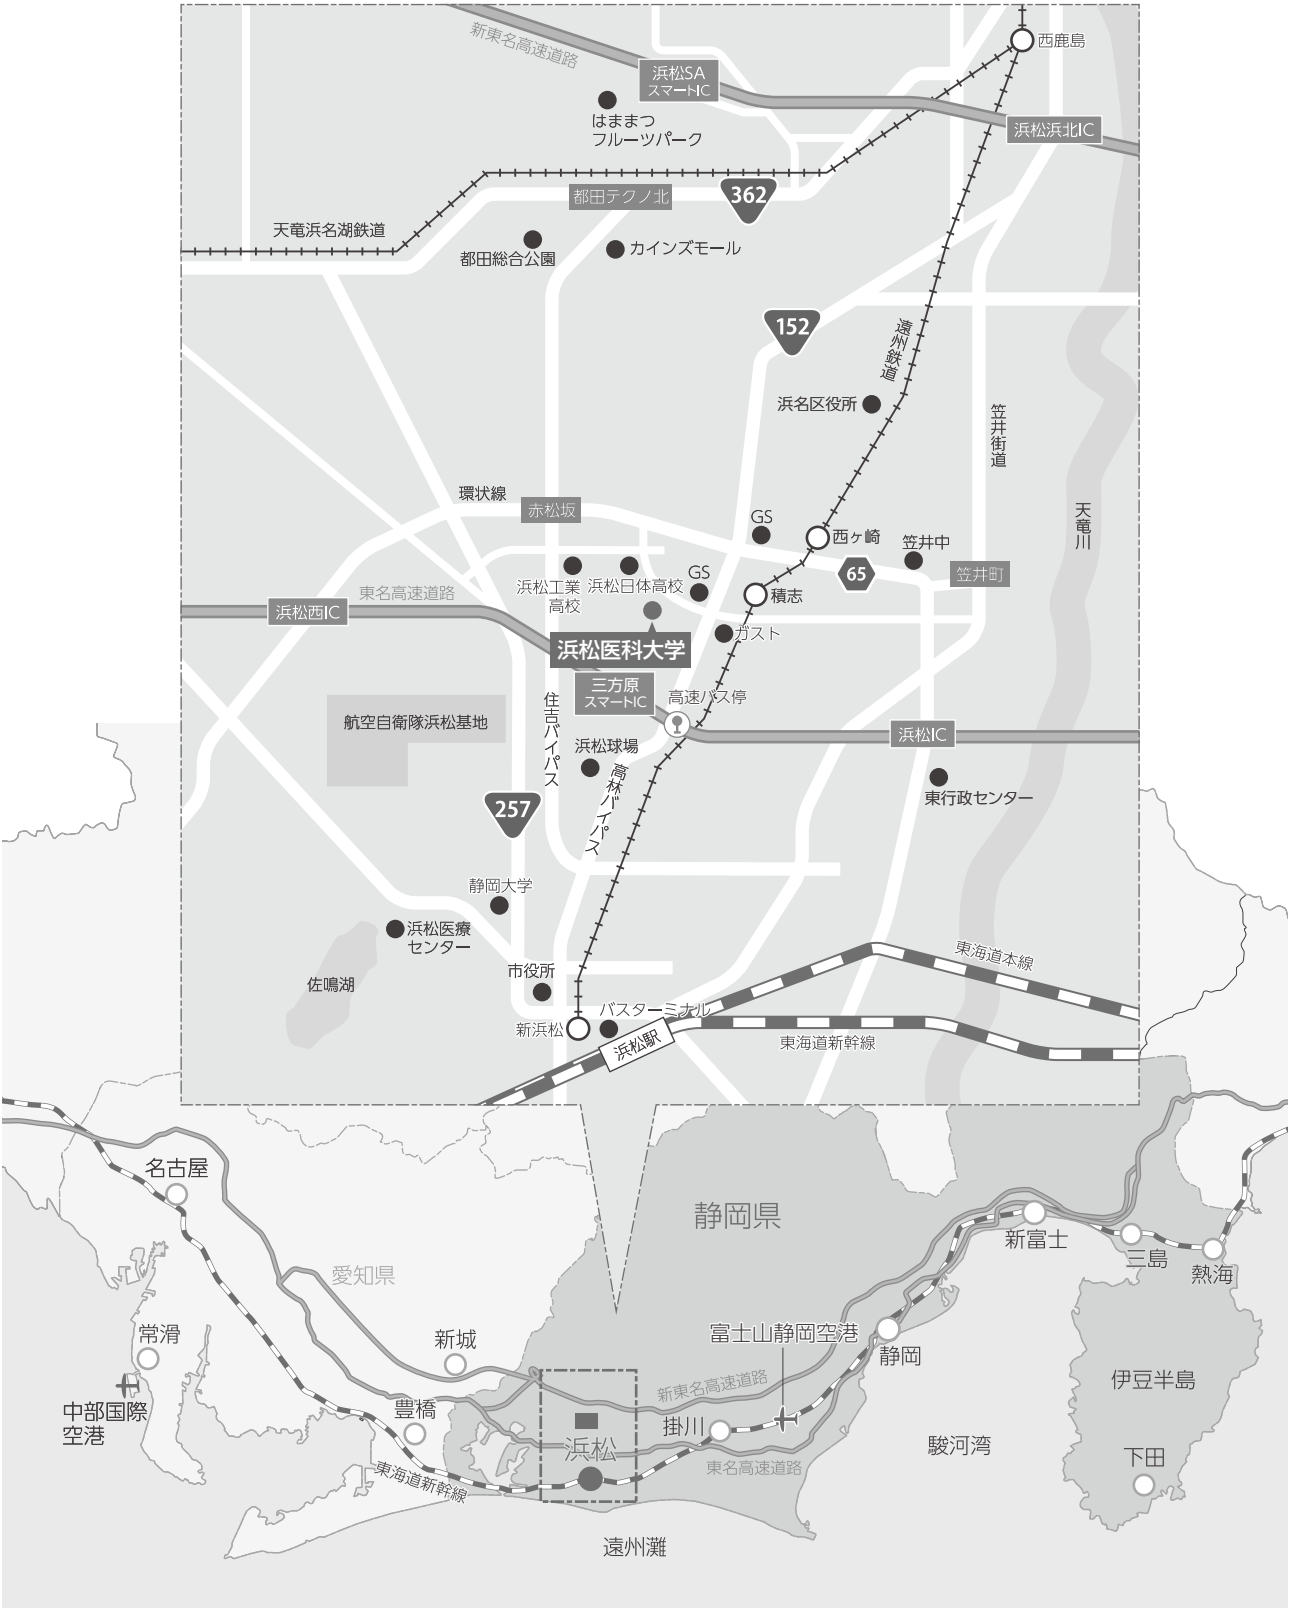 新東名高速道路
西鹿島
浜松SA
スマートIC
はままつ
フルーツパーク
浜松浜北IC
都田テクノ北
362
天竜浜名湖鉄道
都田総合公園
カインズモール
152
遠州鉄道
浜名区役所
笠井街道
環状線
赤松坂
GS
西ヶ崎
笠井中
天竜川
65
笠井町
浜松工業
高校
浜松日体高校
GS
東名高速道路
積志
浜松西IC
ガスト
浜松医科大学
三方原
スマートIC
高速バス停
住吉バイパス
航空自衛隊浜松基地
浜松IC
浜松球場
高林バイパス
257
東行政センター
静岡大学
浜松医療
センター
佐鳴湖
市役所
東海道本線
バスターミナル
新浜松
浜松駅
東海道新幹線
名古屋
静岡県
新富士
三島
熱海
愛知県
常滑
新城
富士山静岡空港
静岡
中部国際
空港
新東名高速道路
伊豆半島
豊橋
掛川
浜松
駿河湾
下田
東名高速道路
東海道新幹線
遠州灘